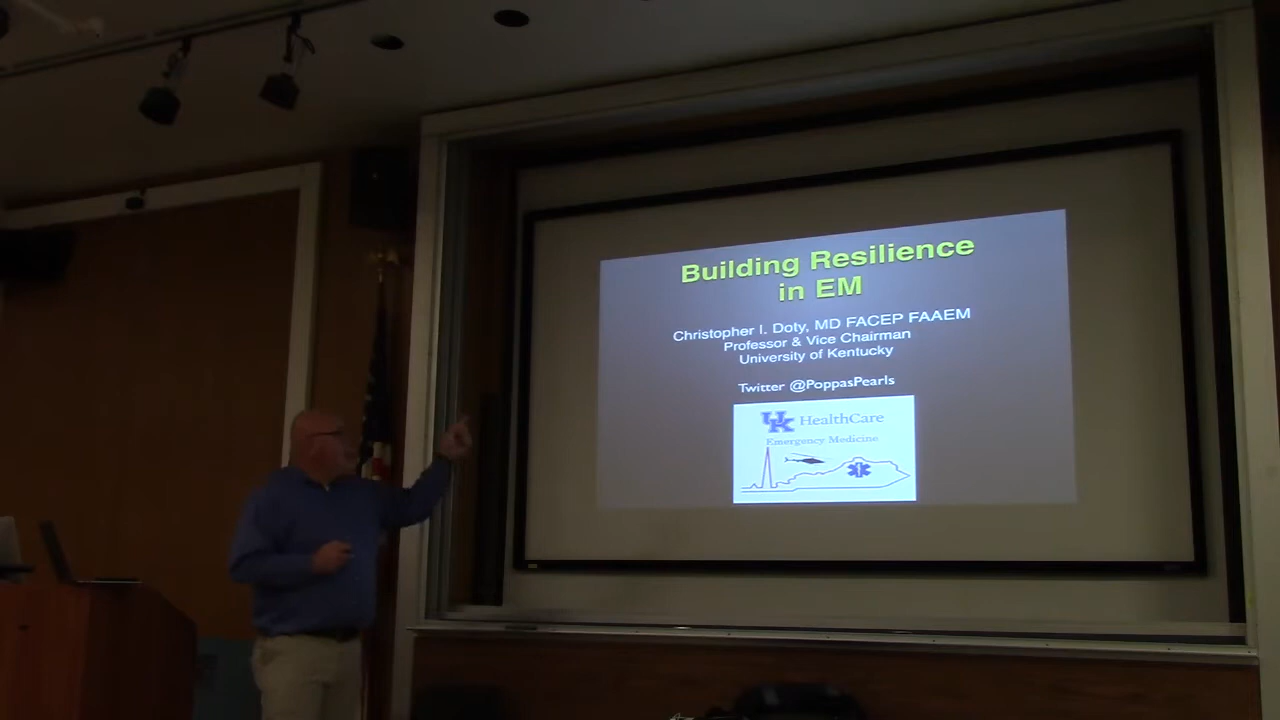 Building Resilience
in EM
Christopher I. Doty, MD FACEP FAAEM
Professor & Vice Chairman
University of Kentucky
Twitter @PoppasPearls
UK HealthCare
Emergency Medicine